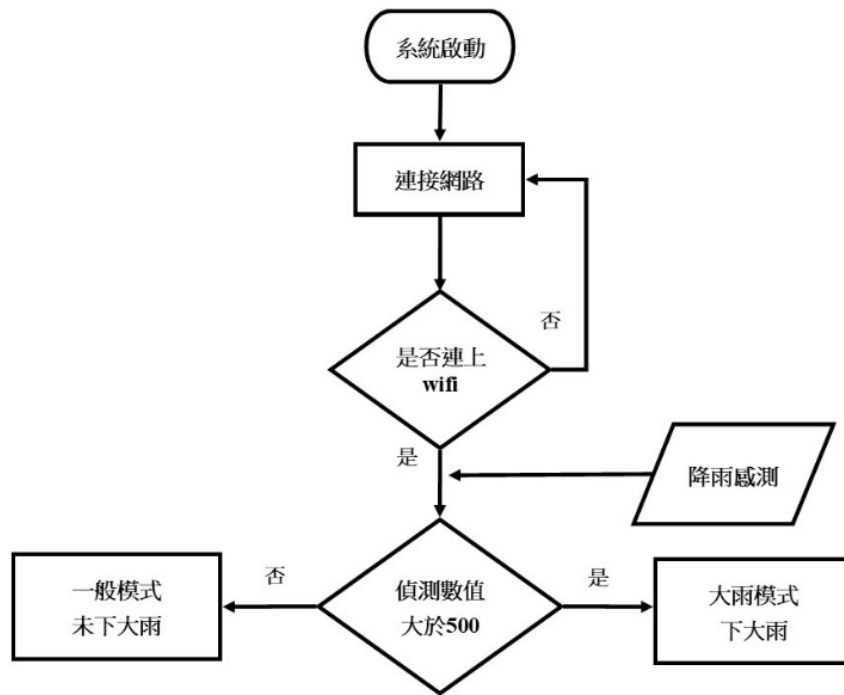 系統啟動
連接網路
否
是否連上
wifi
是
降雨感測
一般模式
未下大雨
否
偵測數值
大於500
是
大雨模式
下大雨